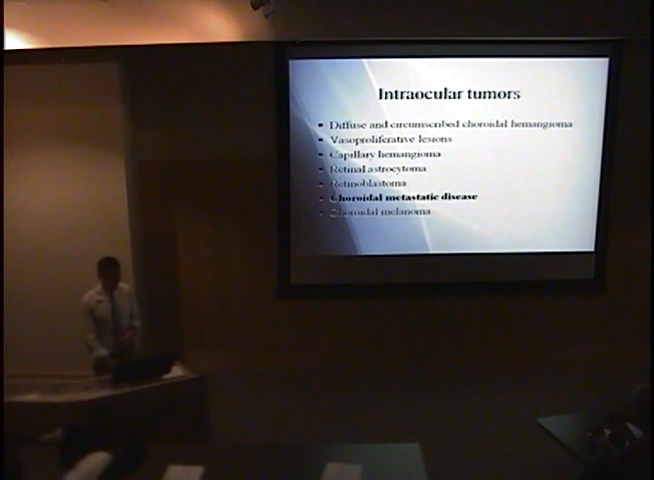 Intraocular tumors
Diffuse and circumscribed choroidal hemangioma
Vasoproliferative lesions
Capillary hemangioma
Retinal astrocytoma
Retinoblastoma
Choroidal metastatic disease
Choroidal melanoma